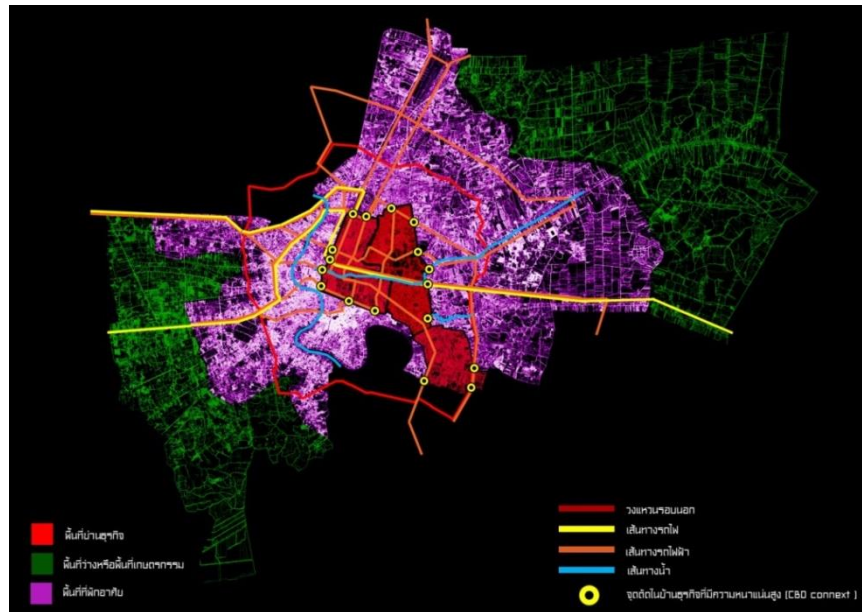 พื้นที่ย่านธุรกิจ
พื้นที่ว่างหรือพื้นที่เกษตรกรรม
พื้นที่ที่พักอาศัย
วงแหวนรอบนอก
เส้นทางรถไฟ
เส้นทางรถไฟฟ้า
เส้นทางน้ำ
จุดตัดในย่านธุรกิจที่มีความหนาแน่นสูง (CBD connext )